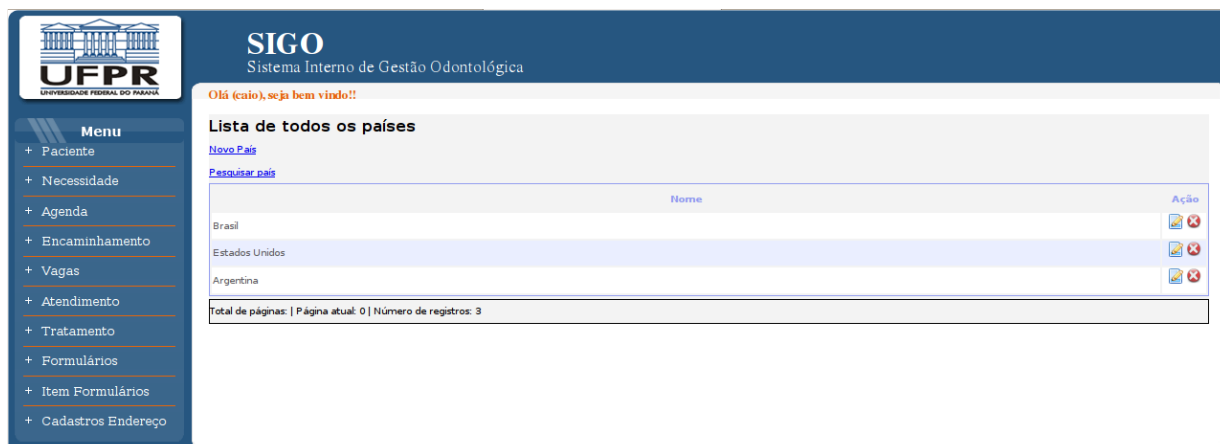 UFPR
UNIVERSIDADE FEDERAL DO PARANÁ
SIGO
Sistema Interno de Gestão Odontológica
Olá (caio), seja bem vindo!!
Menu
+ Paciente
+ Necessidade
+ Agenda
+ Encaminhamento
+ Vagas
+ Atendimento
+ Tratamento
+ Formulários
+ Item Formulários
+ Cadastros Endereço
Lista de todos os países
Novo País
Pesquisar país
Nome Ação
Brasil
Estados Unidos
Argentina
Total de páginas: | Página atual: 0 | Número de registros: 3